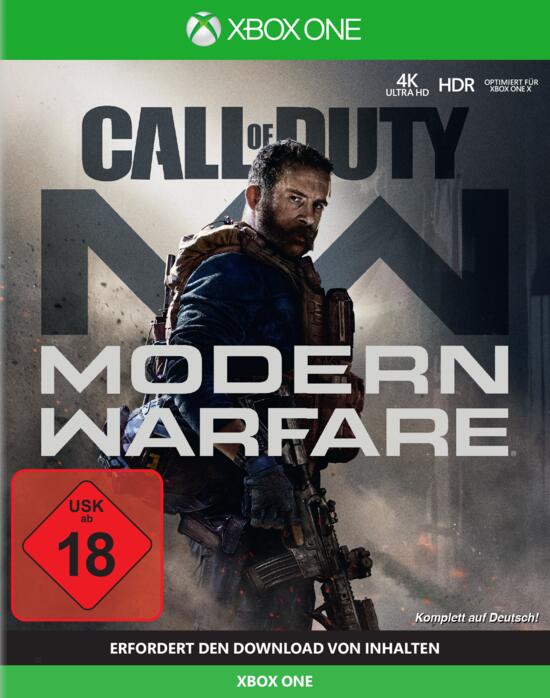 XBOX ONE
4K
ULTRA HD
HDR
OPTIMIERT FÜR
XBOX ONE X
CALL OF DUTY
MW
MODERN
WARFARE®
USK
ab
18
Komplett auf Deutsch!
ERFORDERT DEN DOWNLOAD VON INHALTEN
XBOX ONE